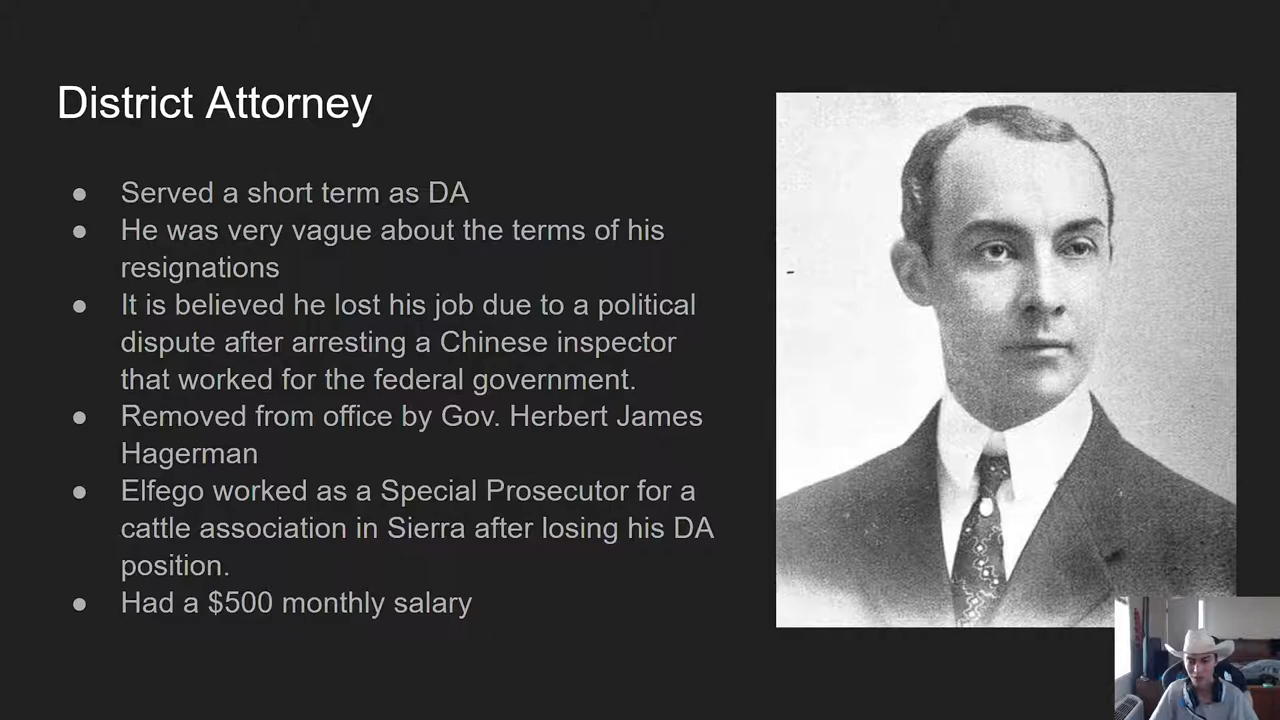 District Attorney
● Served a short term as DA
● He was very vague about the terms of his
resignations
● It is believed he lost his job due to a political
dispute after arresting a Chinese inspector
that worked for the federal government.
● Removed from office by Gov. Herbert James
Hagerman
● Elfego worked as a Special Prosecutor for a
cattle association in Sierra after losing his DA
position.
● Had a $500 monthly salary